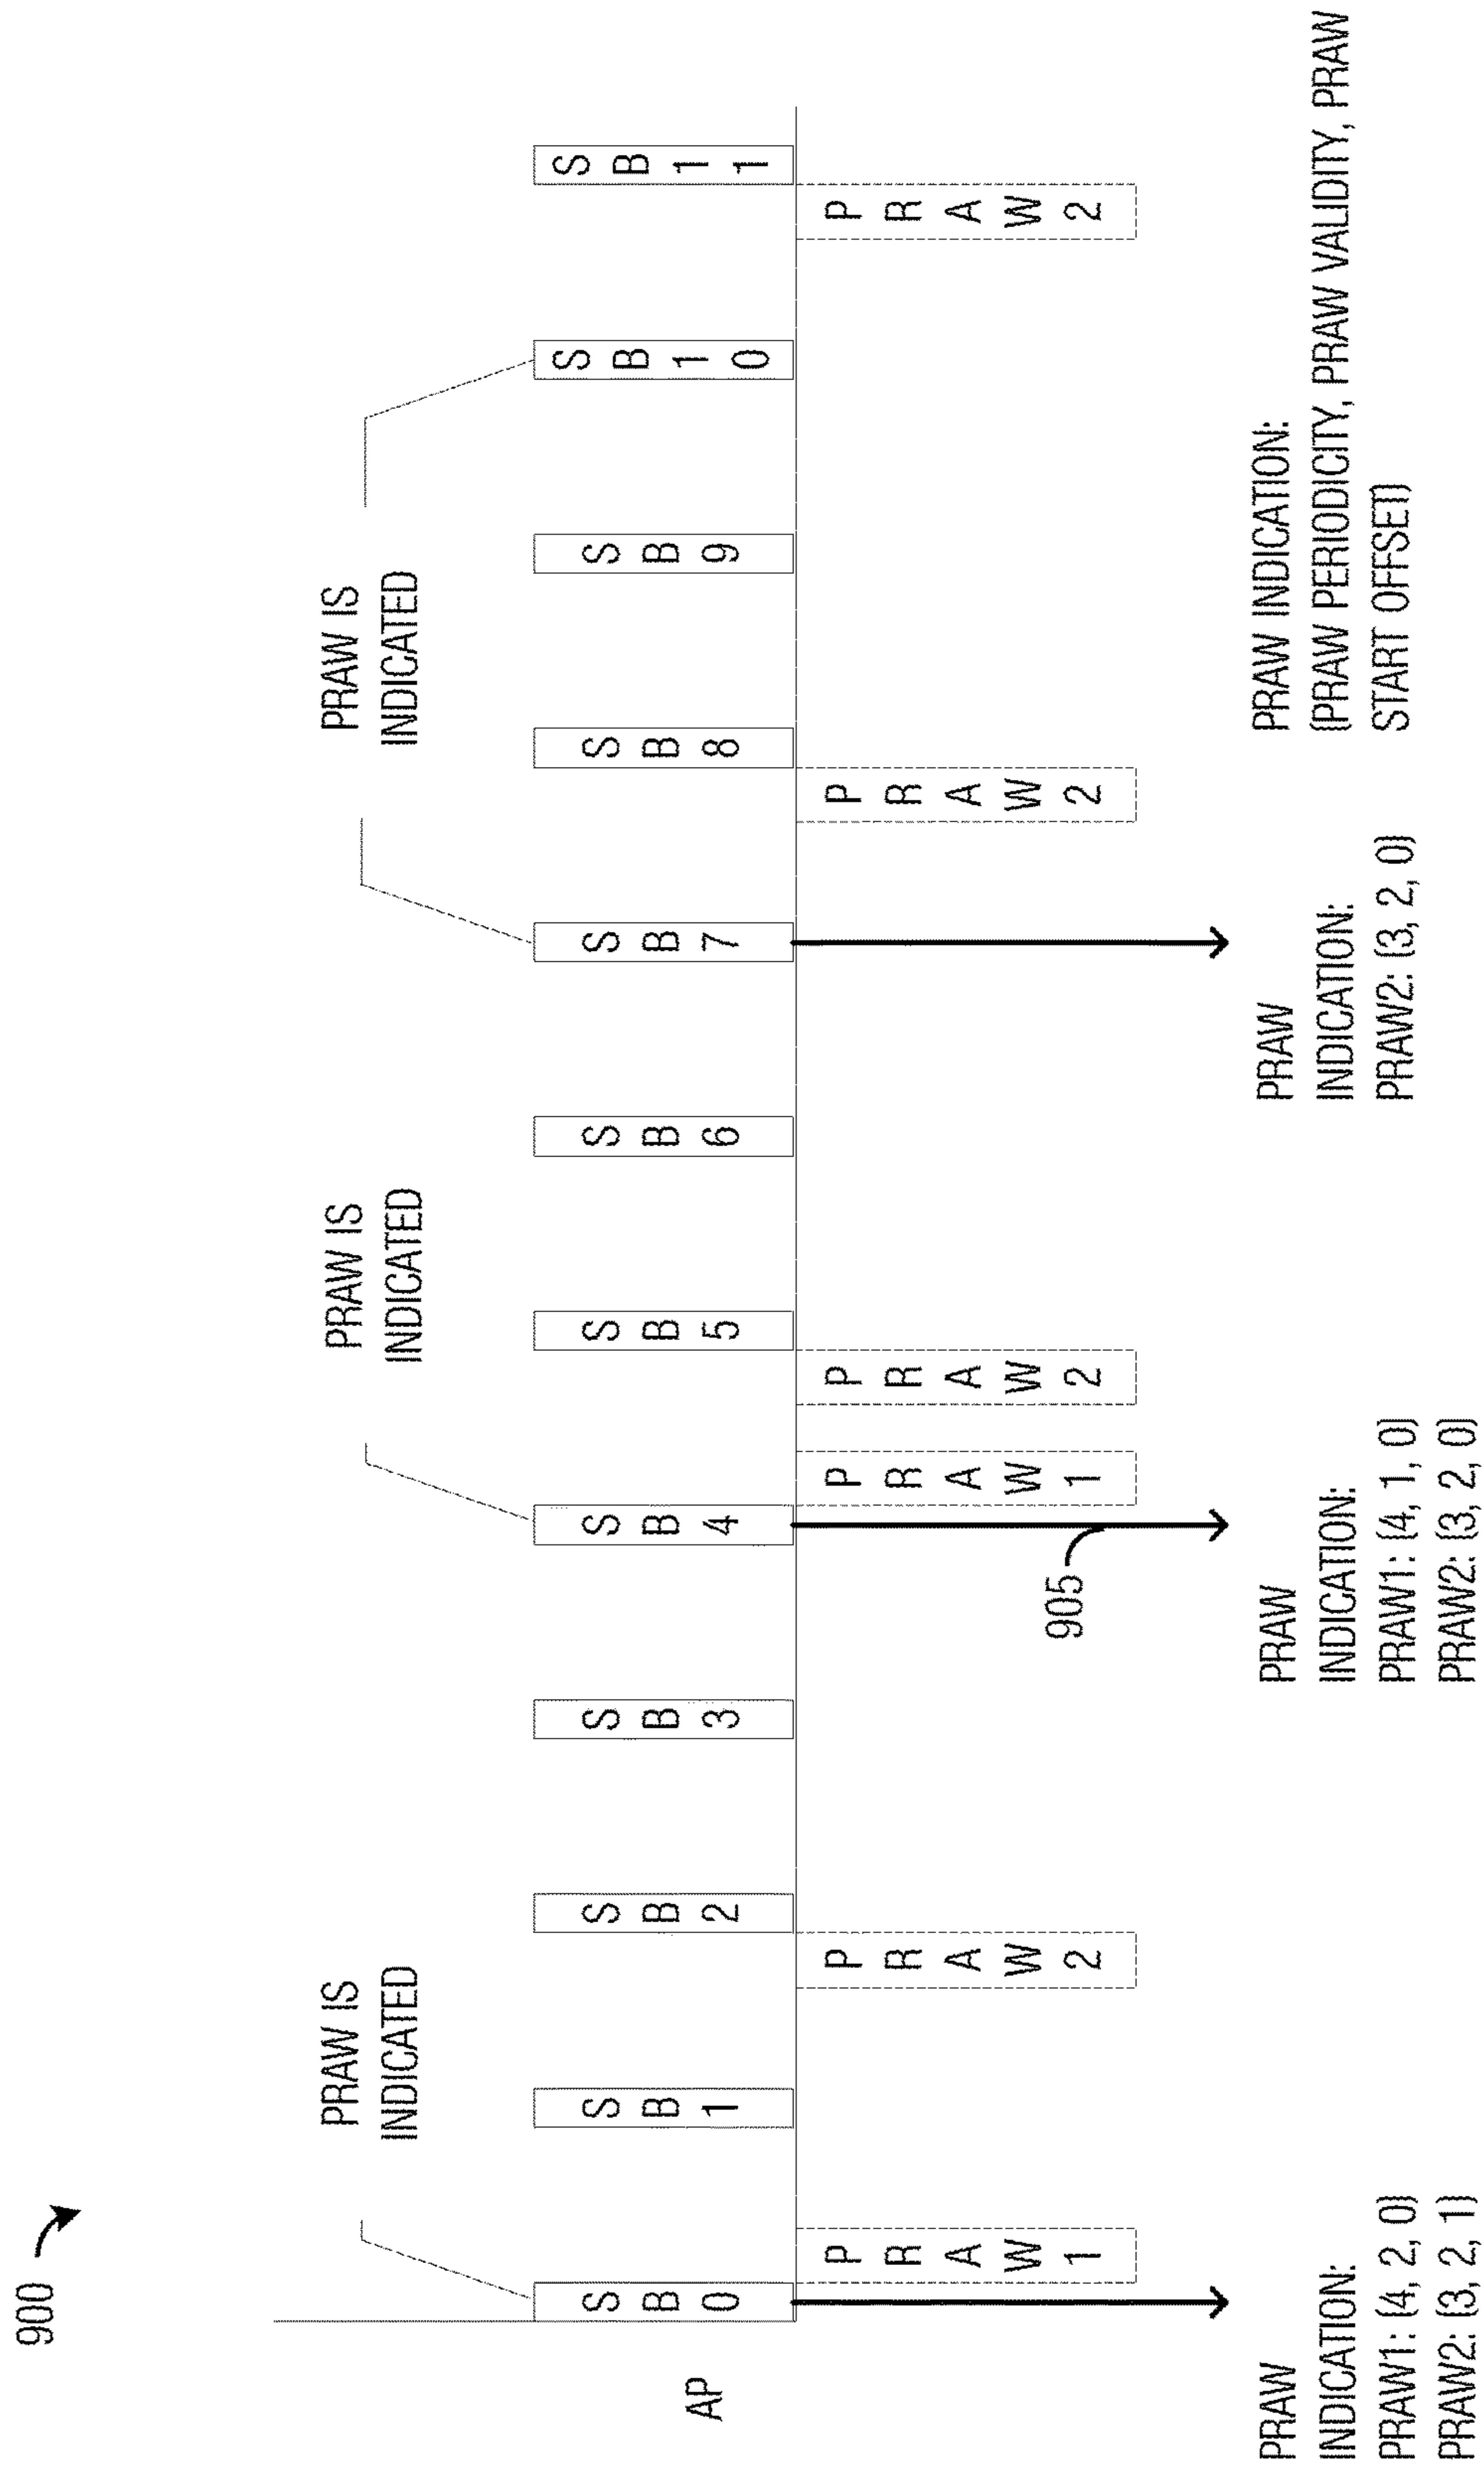 900
PRAW IS
INDICATED
PRAW IS
INDICATED
PRAW IS
INDICATED
AP
SB0
SB1
SB2
SB3
SB4
SB5
SB6
SB7
SB8
SB9
SB10
SB11
PRAW1
PRAW2
PRAW1
PRAW2
PRAW2
PRAW2
905
PRAW
INDICATION:
PRAW1: {4, 2, 0}
PRAW2: {3, 2, 1}
PRAW
INDICATION:
PRAW1: {4, 1, 0}
PRAW2: {3, 2, 0}
PRAW
INDICATION:
PRAW2: {3, 2, 0}
PRAW INDICATION:
{PRAW PERIODICITY, PRAW VALIDITY, PRAW
START OFFSET}